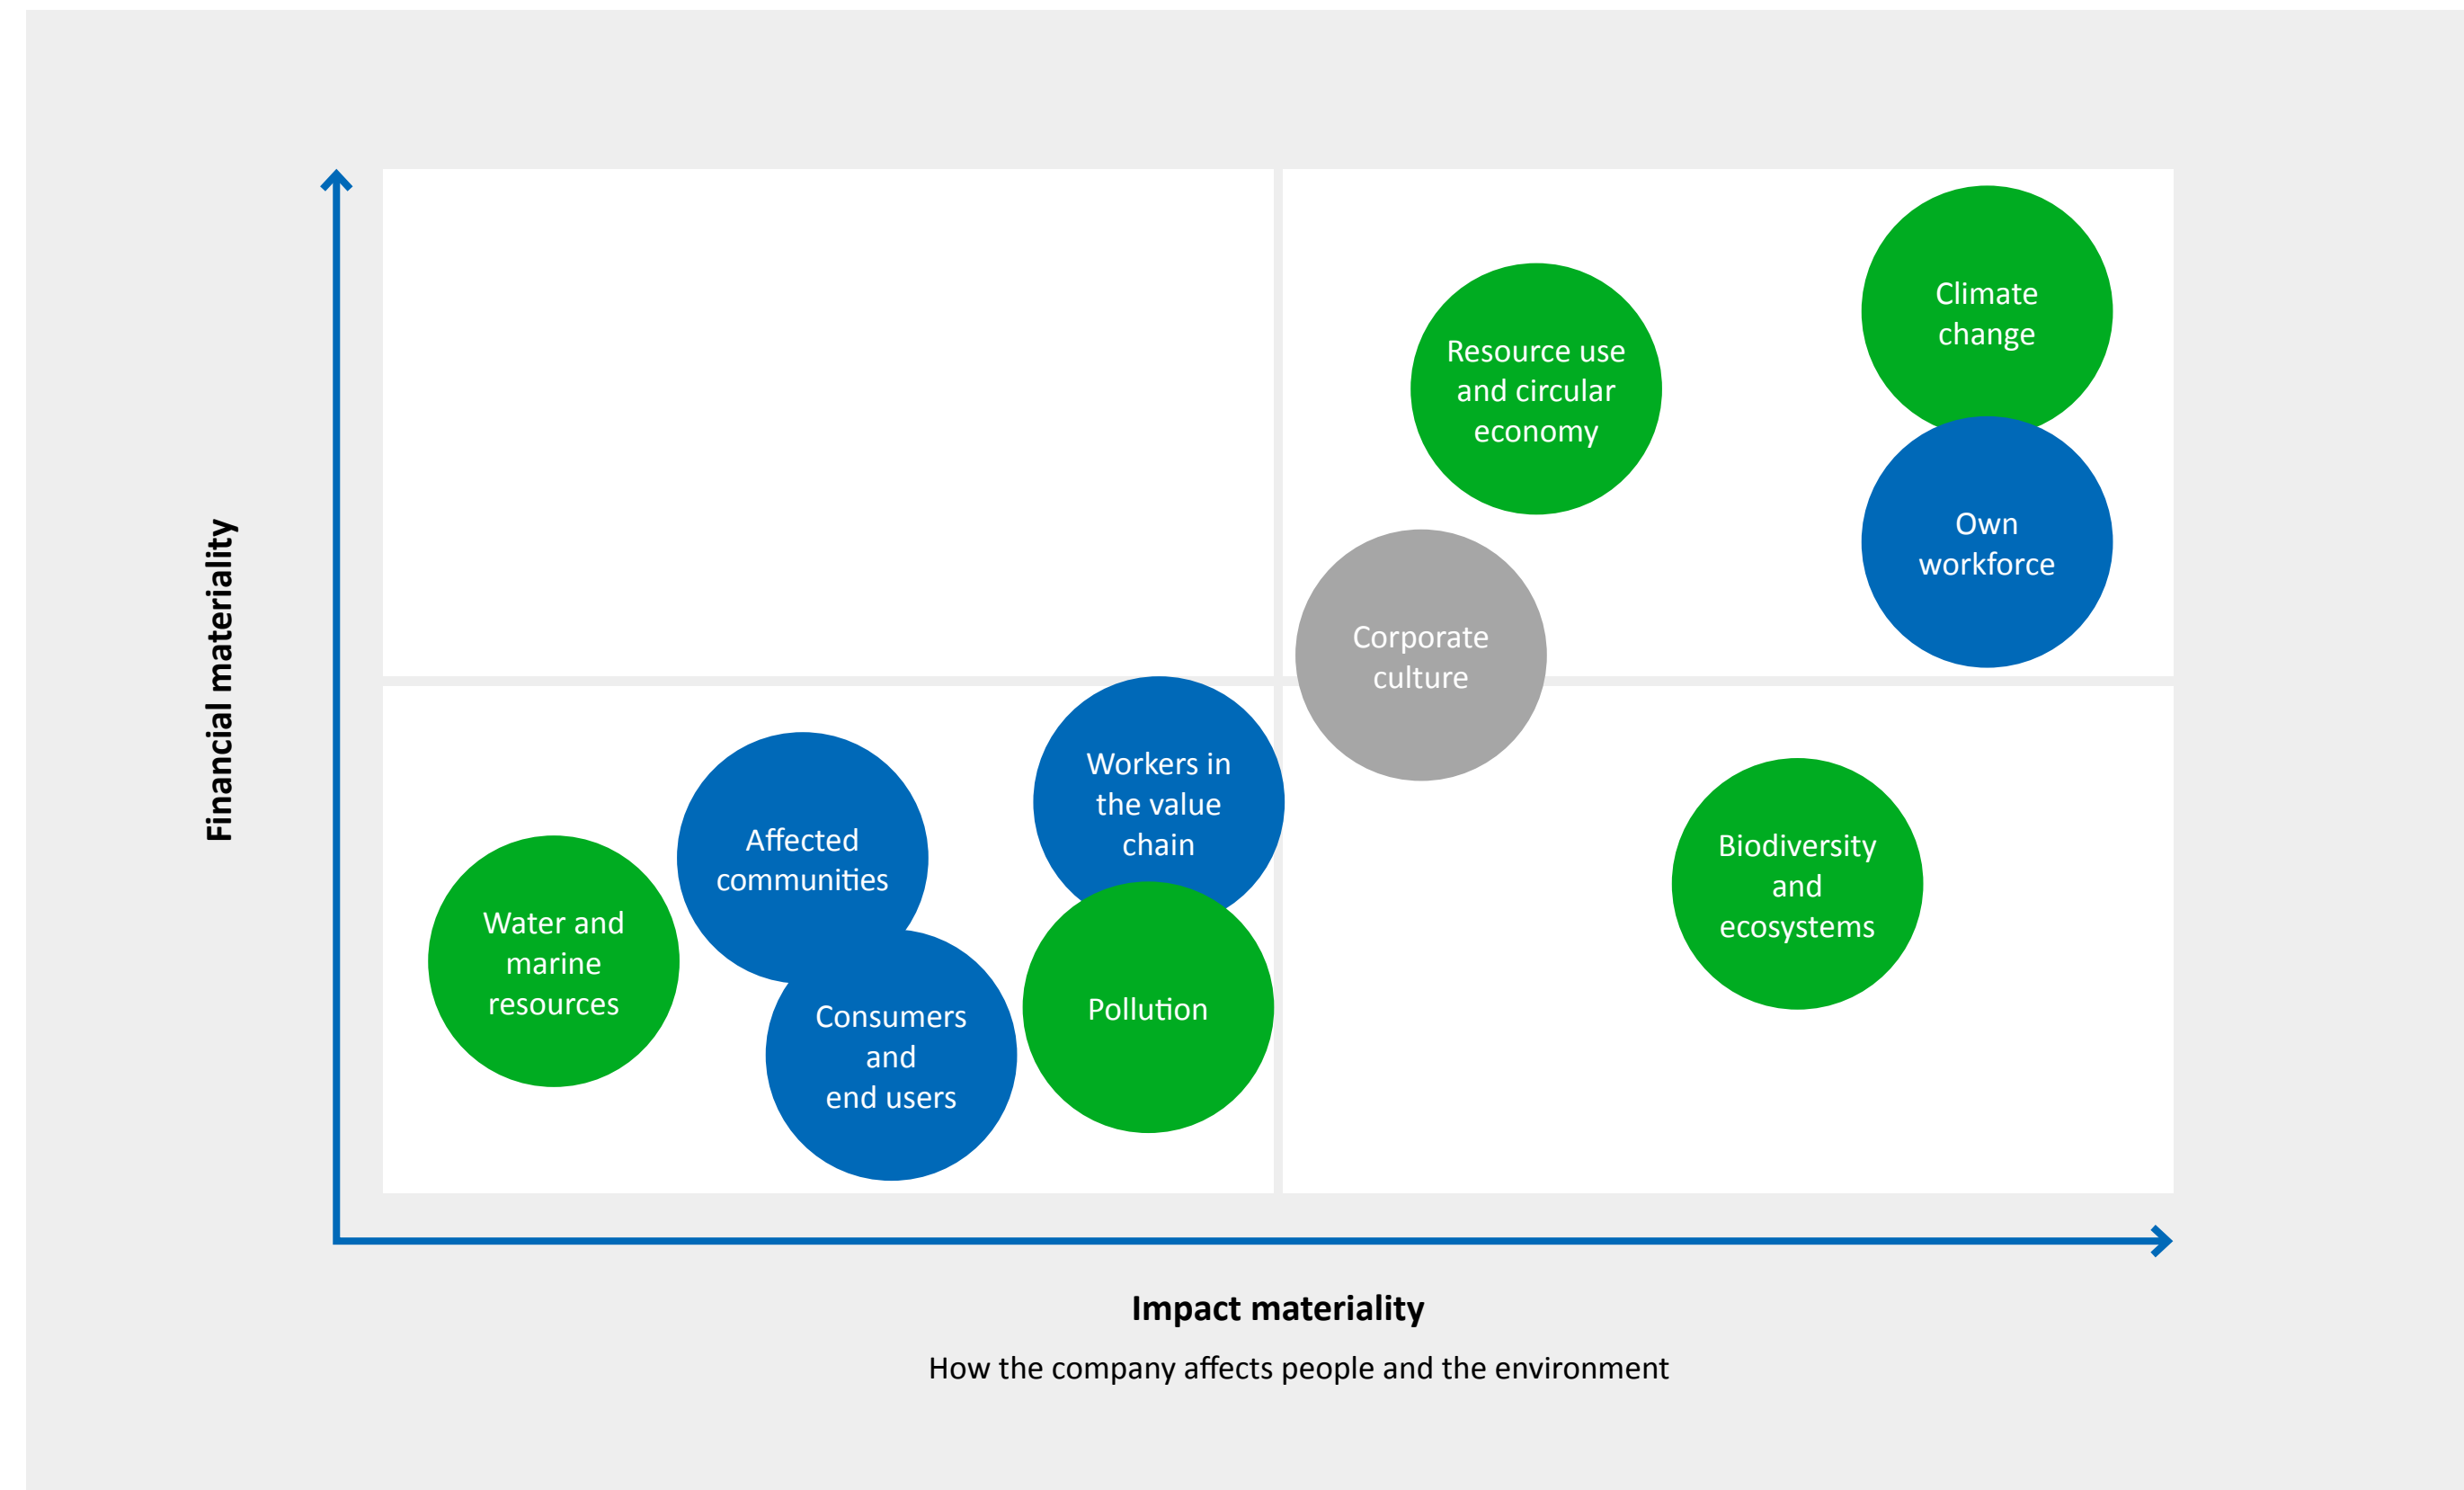 Financial materiality
Climate
change
Resource use
and circular
economy
Own
workforce
Corporate
culture
Workers in
the value
chain
Affected
communities
Biodiversity
and
ecosystems
Water and
marine
resources
Consumers
and
end users
Pollution
Impact materiality
How the company affects people and the environment